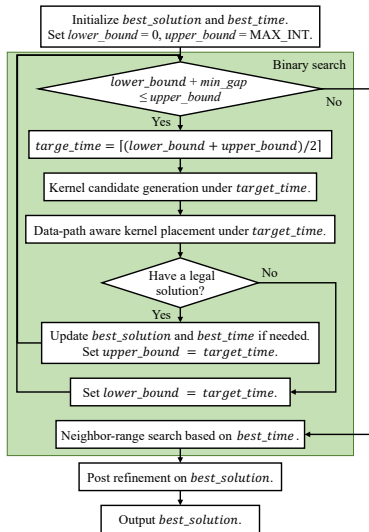 Initialize best_solution and best_time.
Set lower_bound = 0, upper_bound = MAX_INT.
Binary search
lower_bound + min_gap
≤ upper_bound
No
Yes
targe_time = ⌈(lower_bound + upper_bound)/2⌉
Kernel candidate generation under target_time.
Data-path aware kernel placement under target_time.
Have a legal
solution?
No
Yes
Update best_solution and best_time if needed.
Set upper_bound = target_time.
Set lower_bound = target_time.
Neighbor-range search based on best_time.
Post refinement on best_solution.
Output best_solution.